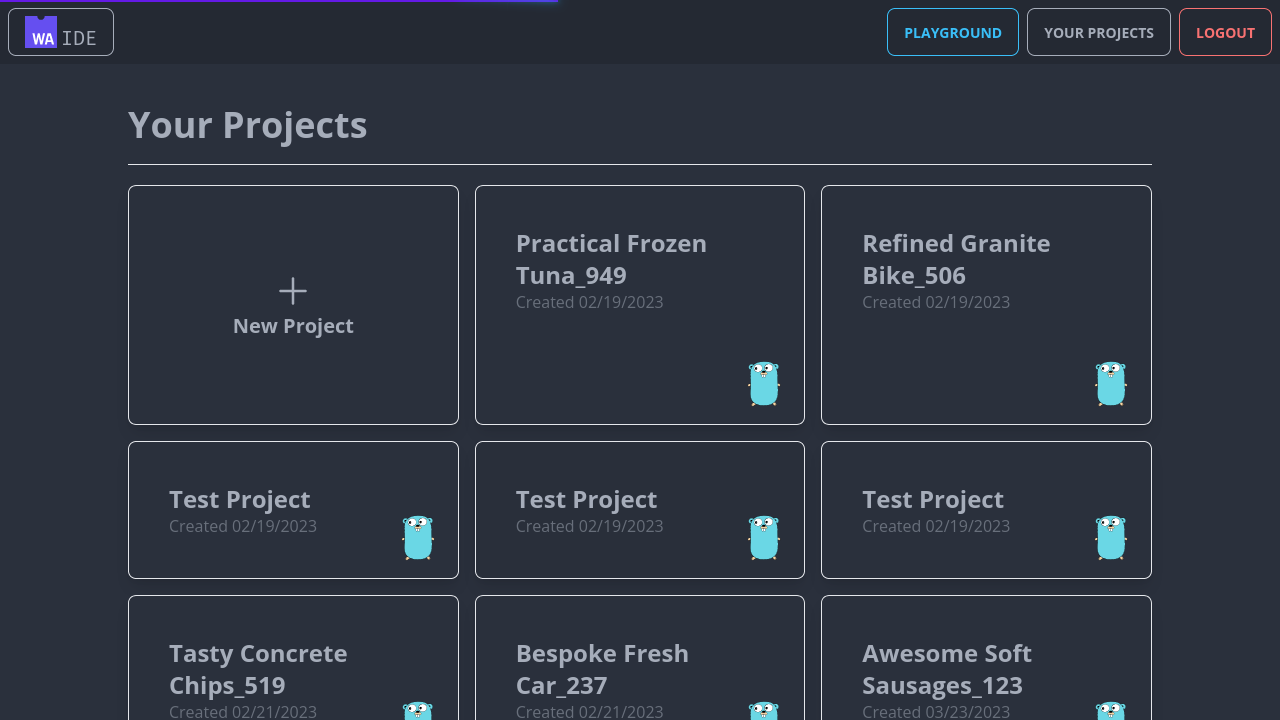 WA IDE
PLAYGROUND
YOUR PROJECTS
LOGOUT
Your Projects
New Project
Practical Frozen
Tuna_949
Created 02/19/2023
Refined Granite
Bike_506
Created 02/19/2023
Test Project
Created 02/19/2023
Test Project
Created 02/19/2023
Test Project
Created 02/19/2023
Tasty Concrete
Chips_519
Created 02/21/2023
Bespoke Fresh
Car_237
Created 02/21/2023
Awesome Soft
Sausages_123
Created 03/23/2023